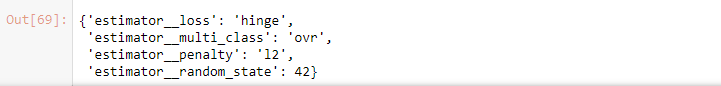 Out[69]: {'estimator__loss': 'hinge',
'estimator__multi_class': 'ovr',
'estimator__penalty': 'l2',
'estimator__random_state': 42}